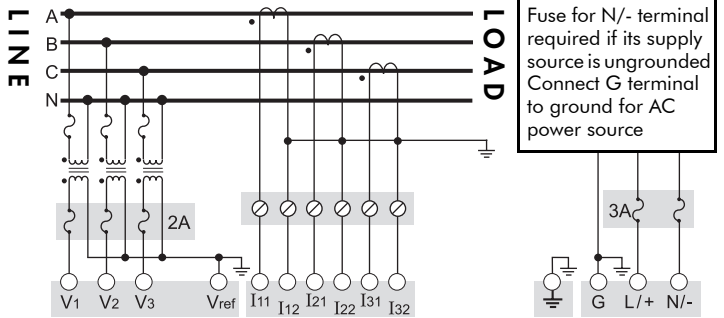 LINE
A
B
C
N
LOAD
Fuse for N/- terminal
required if its supply
source is ungrounded
Connect G terminal
to ground for AC
power source
2A
3A
V1 V2 V3 Vref I11 I12 I21 I22 I31 I32 G L/+ N/-